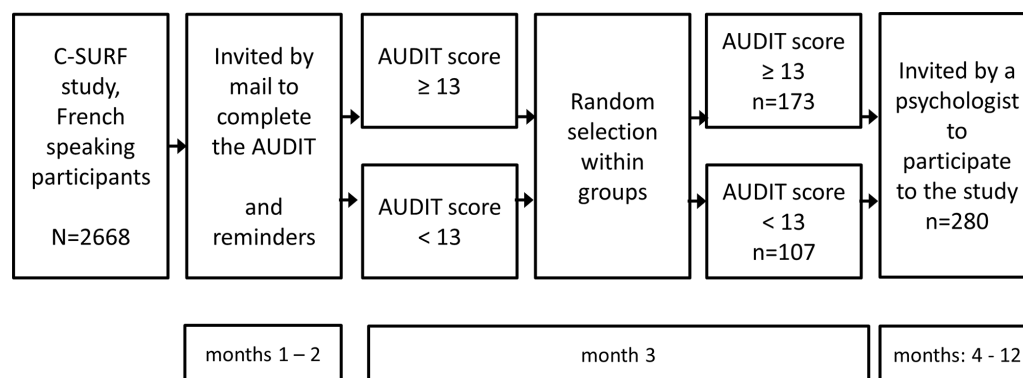 C-SURF
study,
French
speaking
participants
N=2668
Invited by
mail to
complete
the AUDIT
and
reminders
AUDIT score
≥ 13
AUDIT score
< 13
Random
selection
within
groups
AUDIT score
≥ 13
n=173
AUDIT score
< 13
n=107
Invited by a
psychologist
to
participate
to the study
n=280
months 1 – 2
month 3
months: 4 - 12